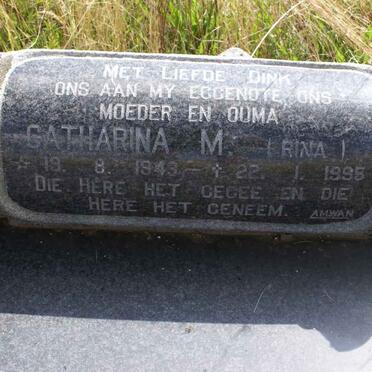 MET LIEFDE DINK
ONS AAN MY EGGENOTE, ONS
MOEDER EN OUMA
CATHARINA M. (RINA)
* 19. 8. 1943 – † 22. 1. 1995
DIE HERE HET GEGEE EN DIE
HERE HET GENEEM.
AMWAN